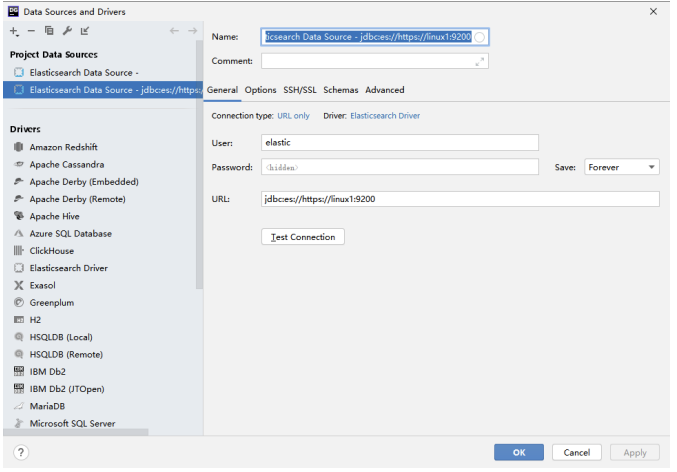 DG Data Sources and Drivers
Name: ticsearch Data Source - jdbc:es://https://linux1:9200
Comment:
Project Data Sources
Elasticsearch Data Source -
Elasticsearch Data Source - jdbc:es://https:/
General Options SSH/SSL Schemas Advanced
Connection type: URL only Driver: Elasticsearch Driver
User: elastic
Password: <hidden> Save: Forever
URL: jdbc:es://https://linux1:9200
Test Connection
Drivers
Amazon Redshift
Apache Cassandra
Apache Derby (Embedded)
Apache Derby (Remote)
Apache Hive
Azure SQL Database
ClickHouse
Elasticsearch Driver
Exasol
Greenplum
H2
HSQLDB (Local)
HSQLDB (Remote)
IBM Db2
IBM Db2 (JTOpen)
MariaDB
Microsoft SQL Server
? OK Cancel Apply